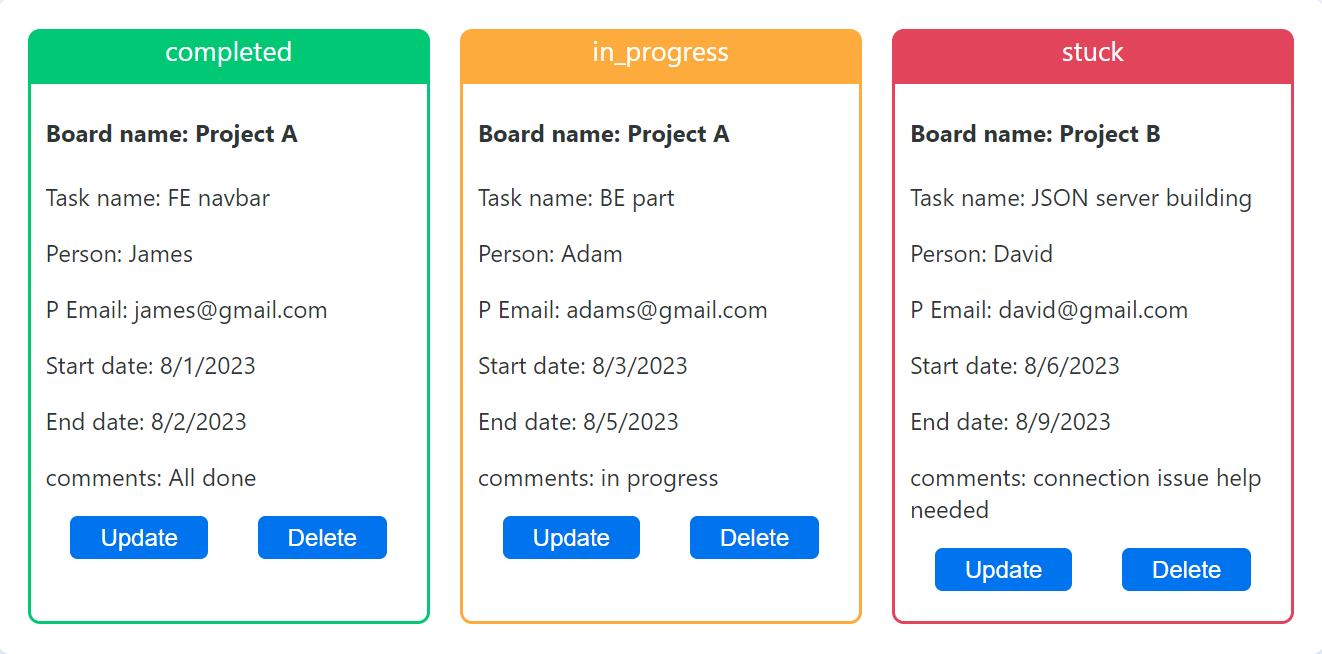 completed
Board name: Project A
Task name: FE navbar
Person: James
P Email: james@gmail.com
Start date: 8/1/2023
End date: 8/2/2023
comments: All done
Update
Delete
in_progress
Board name: Project A
Task name: BE part
Person: Adam
P Email: adams@gmail.com
Start date: 8/3/2023
End date: 8/5/2023
comments: in progress
Update
Delete
stuck
Board name: Project B
Task name: JSON server building
Person: David
P Email: david@gmail.com
Start date: 8/6/2023
End date: 8/9/2023
comments: connection issue help
needed
Update
Delete